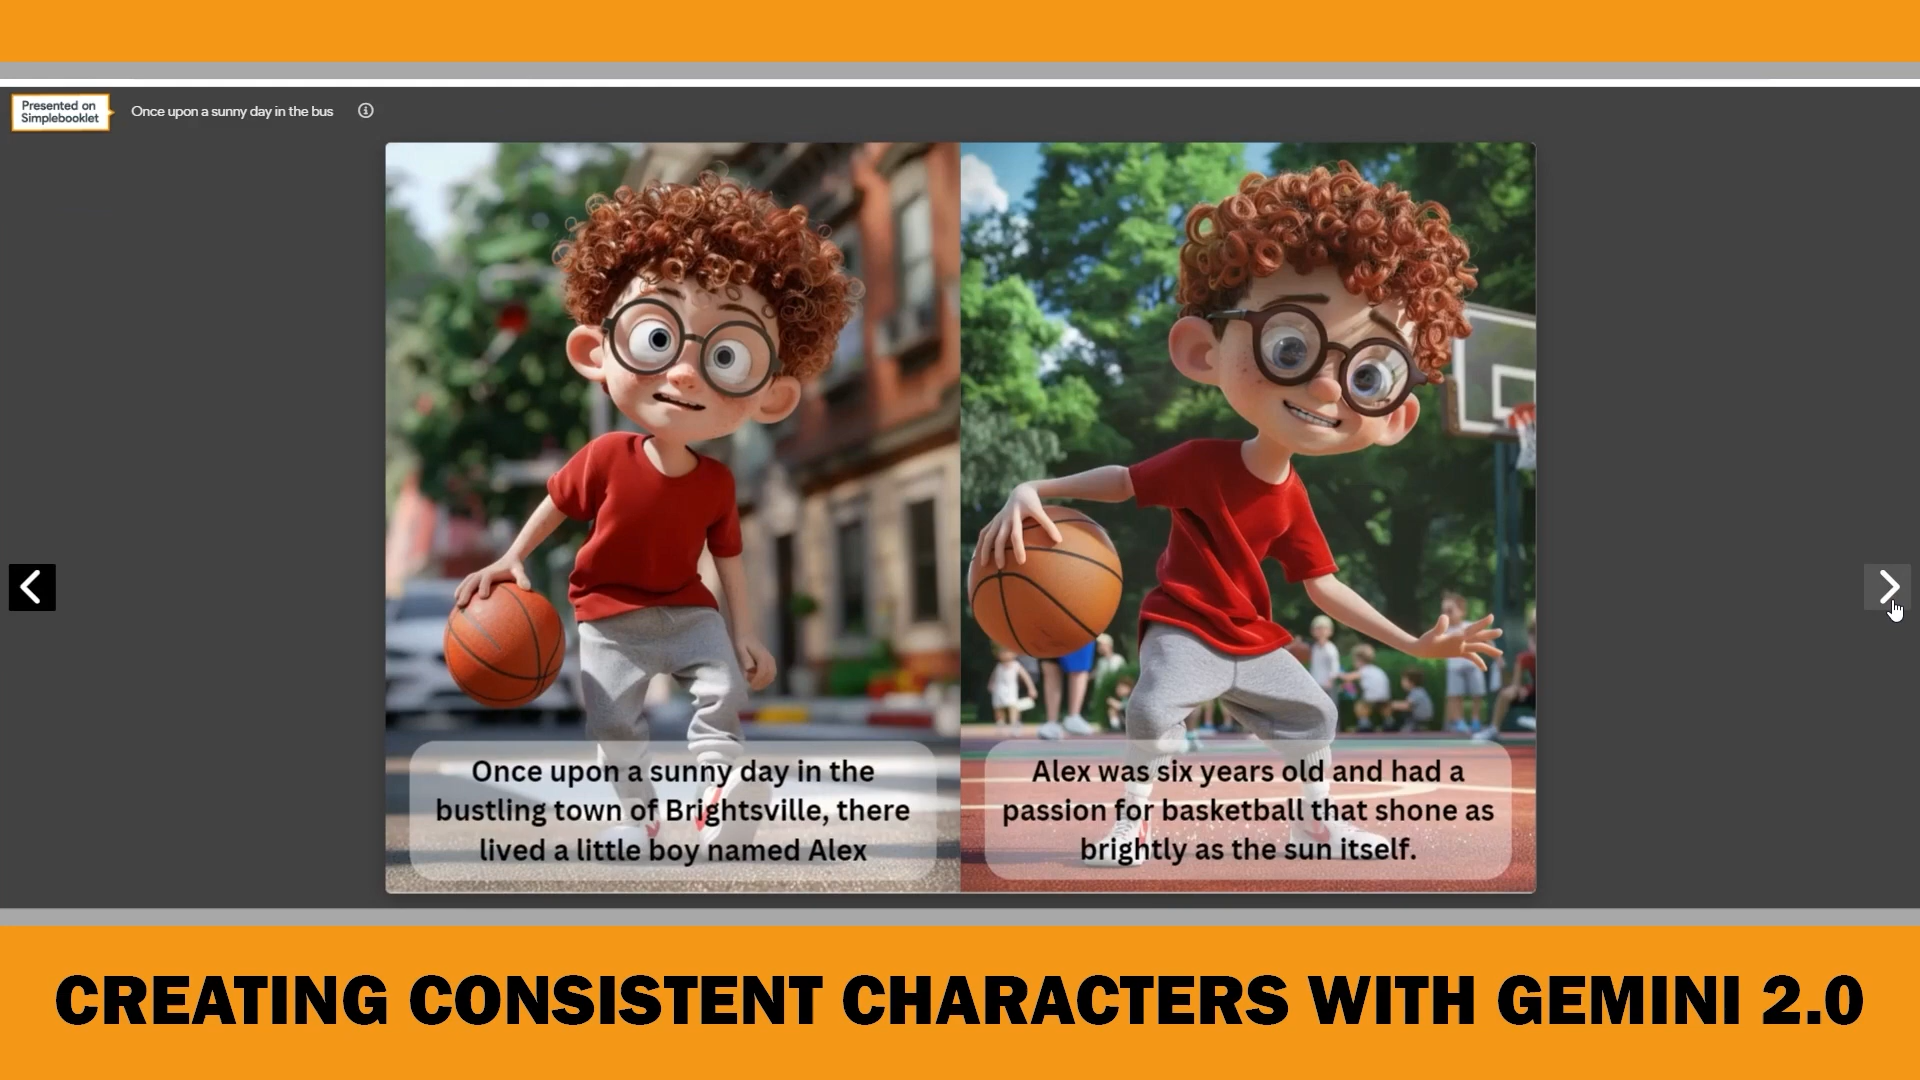 Presented on
Simplebooklet
Once upon a sunny day in the bus
Once upon a sunny day in the
bustling town of Brightsville, there
lived a little boy named Alex
Alex was six years old and had a
passion for basketball that shone as
brightly as the sun itself.
CREATING CONSISTENT CHARACTERS WITH GEMINI 2.0